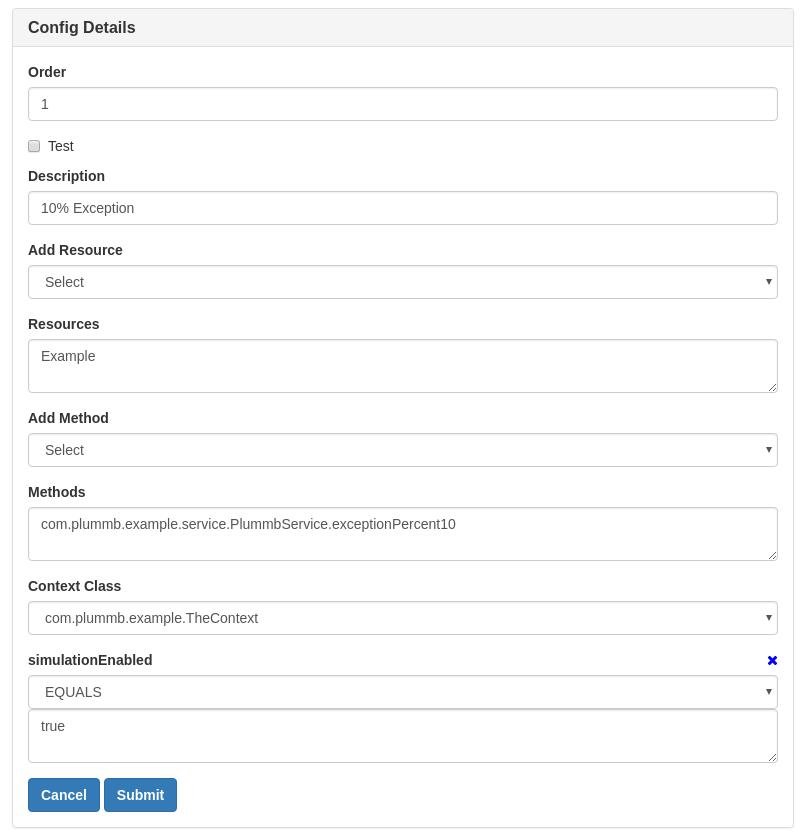 Config Details
Order
1
Test
Description
10% Exception
Add Resource
Select
Resources
Example
Add Method
Select
Methods
com.plummb.example.service.PlummbService.exceptionPercent10
Context Class
com.plummb.example.TheContext
simulationEnabled
EQUALS
true
Cancel Submit